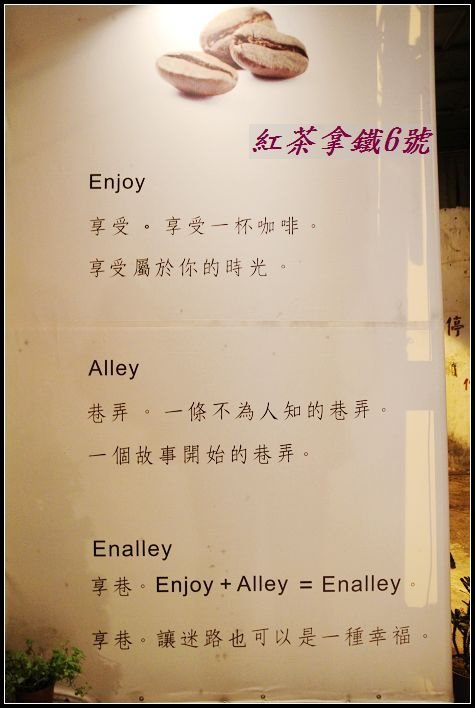 紅茶拿鐵6號
Enjoy
享受。享受一杯咖啡。
享受屬於你的時光。
停
Alley
巷弄。一條不為人知的巷弄。
一個故事開始的巷弄。
Enalley
享巷。Enjoy + Alley = Enalley。
享巷。讓迷路也可以是一種幸福。